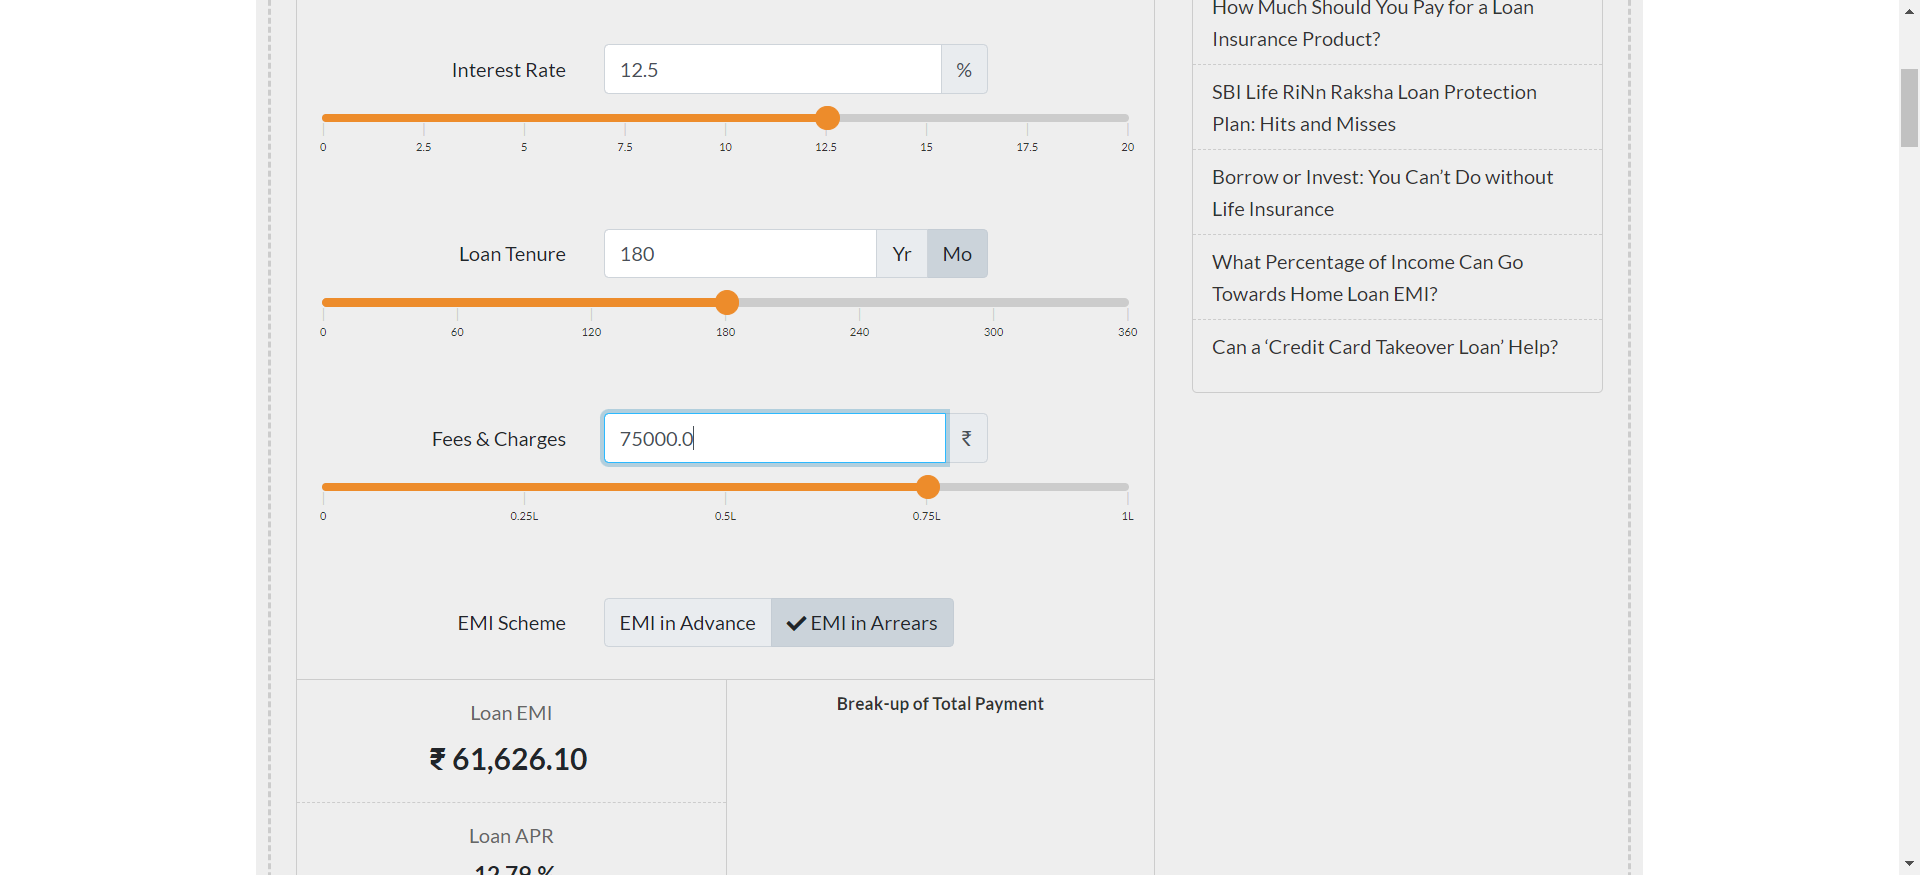 Interest Rate
12.5
%
0 2.5 5 7.5 10 12.5 15 17.5 20
Loan Tenure
180
Yr
Mo
0 60 120 180 240 300 360
Fees & Charges
75000.0
₹
0 0.25L 0.5L 0.75L 1L
EMI Scheme
EMI in Advance
EMI in Arrears
Loan EMI
₹ 61,626.10
Loan APR
12.79 %
Break-up of Total Payment
How Much Should You Pay for a Loan
Insurance Product?
SBI Life RiNn Raksha Loan Protection
Plan: Hits and Misses
Borrow or Invest: You Can’t Do without
Life Insurance
What Percentage of Income Can Go
Towards Home Loan EMI?
Can a ‘Credit Card Takeover Loan’ Help?